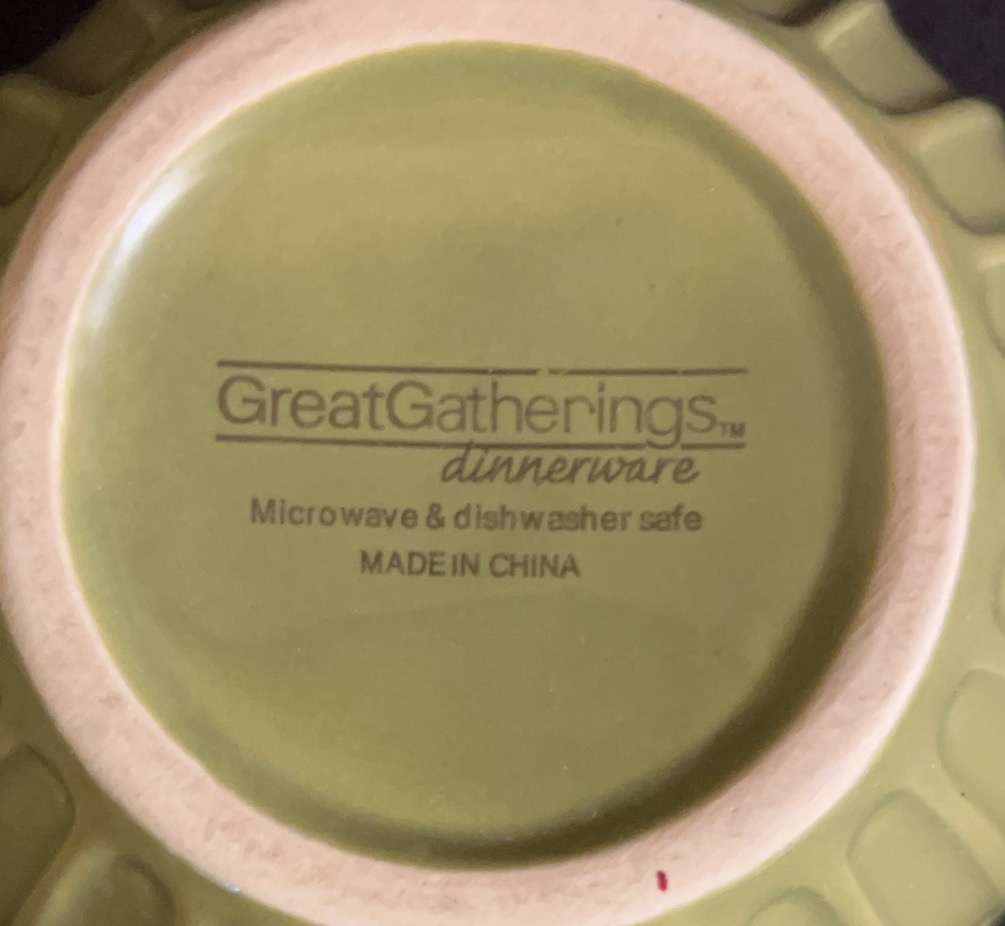 GreatGatherings™
dinnerware
Microwave & dishwasher safe
MADE IN CHINA